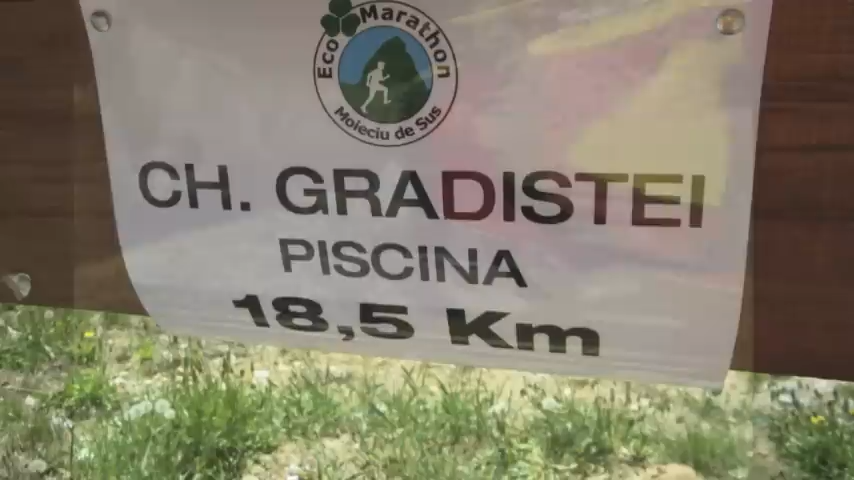 Eco Marathon
Moieciu de Sus
CH. GRADISTEI
PISCINA
18,5 Km